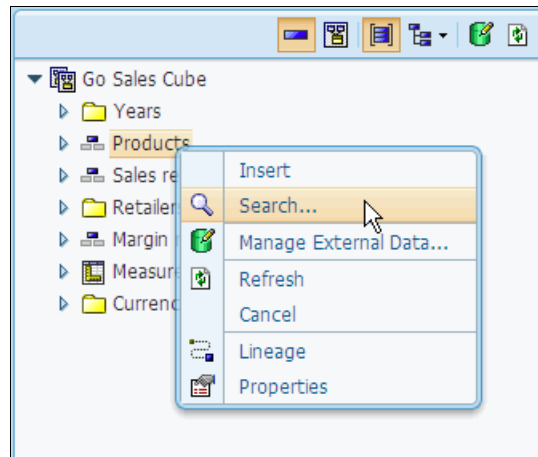 Go Sales Cube
Years
Products
Sales re
Retailer
Margin
Measur
Currenc
Insert
Search...
Manage External Data...
Refresh
Cancel
Lineage
Properties